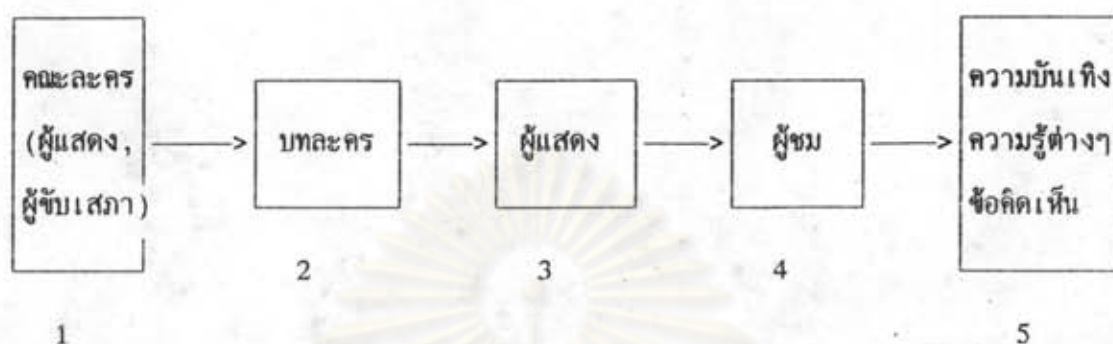 คณะละคร
(ผู้แสดง,
ผู้ขับเสภา)
บทละคร
ผู้แสดง
ผู้ชม
ความบันเทิง
ความรู้ต่างๆ
ข้อคิดเห็น
1
2
3
4
5